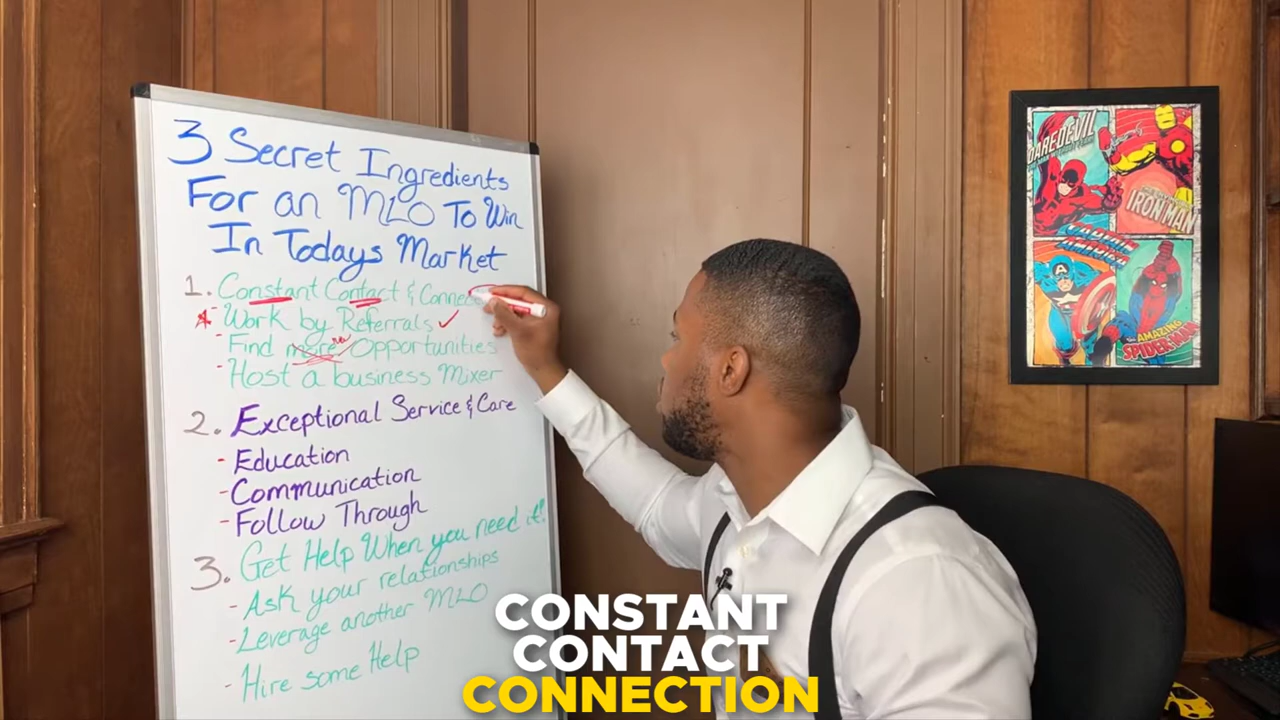 3 Secret Ingredients
For an MLO To Win
In Todays Market
1. Constant Contact & Connec
Work by Referrals
- Find more Opportunities
- Host a business Mixer
2. Exceptional Service & Care
- Education
- Communication
- Follow Through
3. Get Help When you need it!
- Ask your relationships
- Leverage another MLO
- Hire some Help
DAREDEVIL
IRON MAN
CAPTAIN
AMERICA
AMAZING
SPIDER-MAN
CONSTANT
CONTACT
CONNECTION